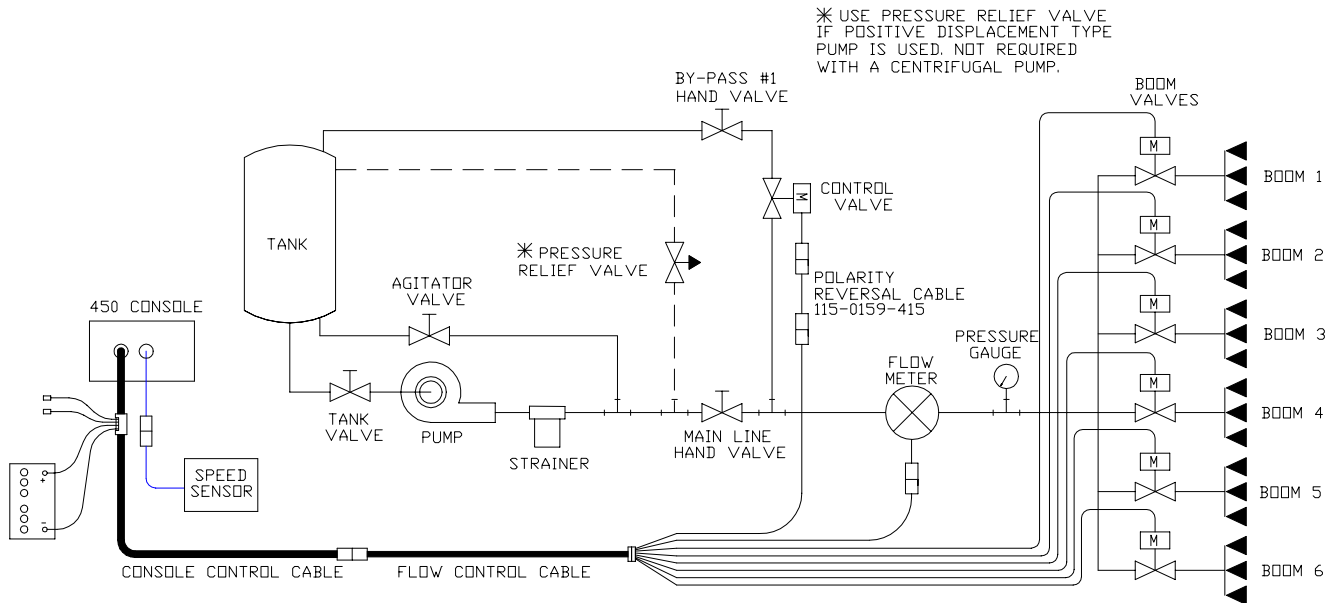 ✳ USE PRESSURE RELIEF VALVE
IF POSITIVE DISPLACEMENT TYPE
PUMP IS USED. NOT REQUIRED
WITH A CENTRIFUGAL PUMP.
BY-PASS #1
HAND VALVE
BOOM
VALVES
M
BOOM 1
CONTROL
VALVE
M
M
BOOM 2
TANK
✳ PRESSURE
RELIEF VALVE
POLARITY
REVERSAL CABLE
115-0159-415
AGITATOR
VALVE
450 CONSOLE
M
BOOM 3
PRESSURE
GAUGE
FLOW
METER
M
BOOM 4
TANK
VALVE
PUMP
STRAINER
MAIN LINE
HAND VALVE
SPEED
SENSOR
+
-
M
BOOM 5
M
BOOM 6
CONSOLE CONTROL CABLE
FLOW CONTROL CABLE